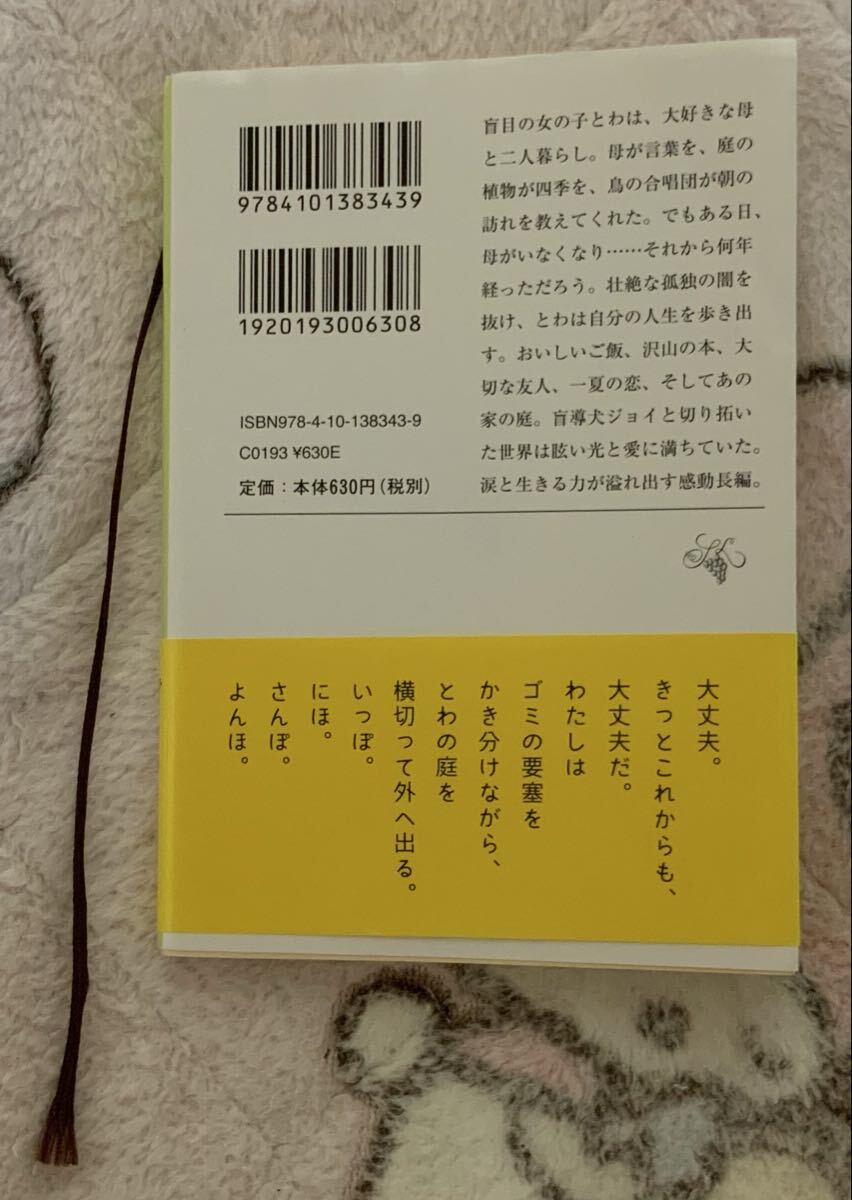 9784101383439
1920193006308
ISBN978-4-10-138343-9
C0193 ¥630E
定価：本体630円（税別）
盲目の女の子とわは、大好きな母
と二人暮らし。母が言葉を、庭の
植物が四季を、鳥の合唱団が朝の
訪れを教えてくれた。でもある日、
母がいなくなり……それから何年
経っただろう。壮絶な孤独の闇を
抜け、とわは自分の人生を歩き出
す。おいしいご飯、沢山の本、大
切な友人、一夏の恋、そしてあの
家の庭。盲導犬ジョイと切り拓い
た世界は眩い光と愛に満ちていた。
涙と生きる力が溢れ出す感動長編。
大丈夫。
きっとこれからも、
大丈夫だ。
わたしは
ゴミの要塞を
かき分けながら、
とわの庭を
横切って外へ出る。
いっぽ。
にほ。
さんぽ。
よんほ。